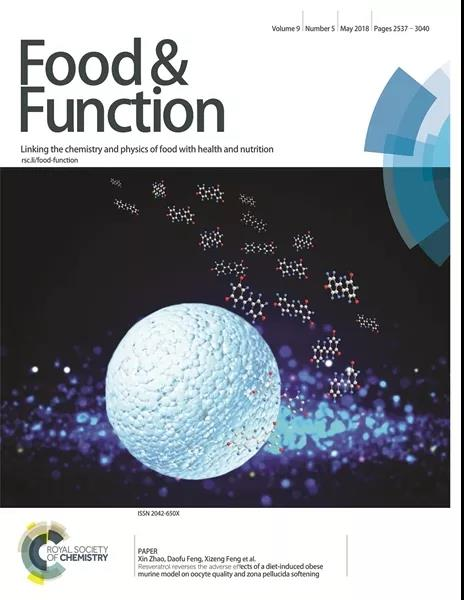 Volume 9 | Number 5 | May 2018 | Pages 2537–3040
Food &
Function
Linking the chemistry and physics of food with health and nutrition
rsc.li/food-function
ISSN 2042-650X
ROYAL SOCIETY
OF CHEMISTRY
PAPER
Xin Zhao, Daofu Feng, Xizeng Feng et al.
Resveratrol reverses the adverse effects of a diet-induced obese
murine model on oocyte quality and zona pellucida softening